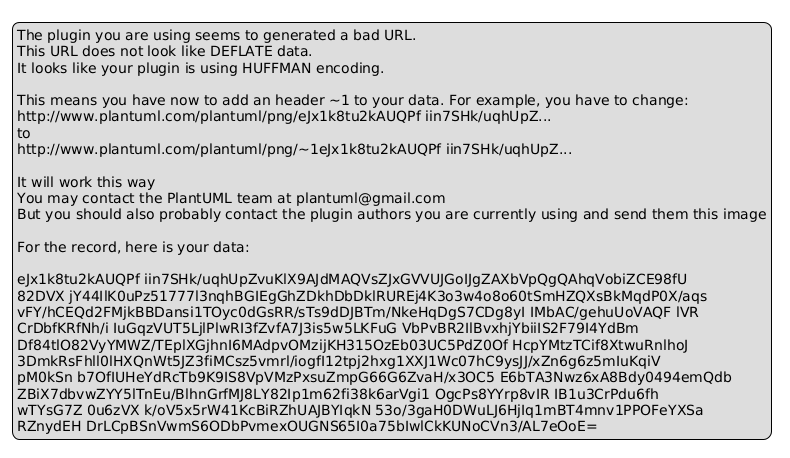 The plugin you are using seems to generated a bad URL.
This URL does not look like DEFLATE data.
It looks like your plugin is using HUFFMAN encoding.
This means you have now to add an header ~1 to your data. For example, you have to change:
http://www.plantuml.com/plantuml/png/eJx1k8tu2kAUQPf iin7SHk/uqhUpZ...
to
http://www.plantuml.com/plantuml/png/~1eJx1k8tu2kAUQPf iin7SHk/uqhUpZ...
It will work this way
You may contact the PlantUML team at plantuml@gmail.com
But you should also probably contact the plugin authors you are currently using and send them this image
For the record, here is your data:
eJx1k8tu2kAUQPf iin7SHk/uqhUpZvuKlX9AJdMAQVsZJxGVVUJGoIJgZAXbVpQgQAhqVobiZCE98fU
82DVX jY44IlK0uPz51777l3nqhBGIEgGhZDkhDbDklRUREj4K3o3w4o8o60tSmHZQXsBkMqdP0X/aqs
vFY/hCEQd2FMjkBBDansi1TOyc0dGsRR/sTs9dDJBTm/NkeHqDgS7CDg8yI IMbAC/gehuUoVAQF lVR
CrDbfKRfNh/i IuGqzVUT5LjlPlwRI3fZvfA7J3is5w5LKFuG VbPvBR2IlBvxhjYbiiIS2F79I4YdBm
Df84tlO82VyYMWZ/TEplXGjhnI6MAdpvOMzijKH315OzEb03UC5PdZ0Of HcpYMtzTCif8XtwuRnlhoJ
3DmkRsFhll0lHXQnWt5JZ3fiMCsz5vmrl/iogfI12tpj2hxg1XXJ1Wc07hC9ysJJ/xZn6g6z5mIuKqiV
pM0kSn b7OflUHeYdRcTb9K9IS8VpVMzPxsuZmpG66G6ZvaH/x3OC5 E6bTA3Nwz6xA8Bdy0494emQdb
ZBiX7dbvwZYY5lTnEu/BlhnGrfMJ8LY82Ip1m62fi38k6arVgi1 OgcPs8YYrp8vIR IB1u3CrPdu6fh
wTYsG7Z 0u6zVX k/oV5x5rW41KcBiRZhUAJBYIqkN 53o/3gaH0DWuLJ6HjIq1mBT4mnv1PPOFeYXSa
RZnydEH DrLCpBSnVwmS6ODbPvmexOUGNS65I0a75bIwlCkKUNoCVn3/AL7eOoE=